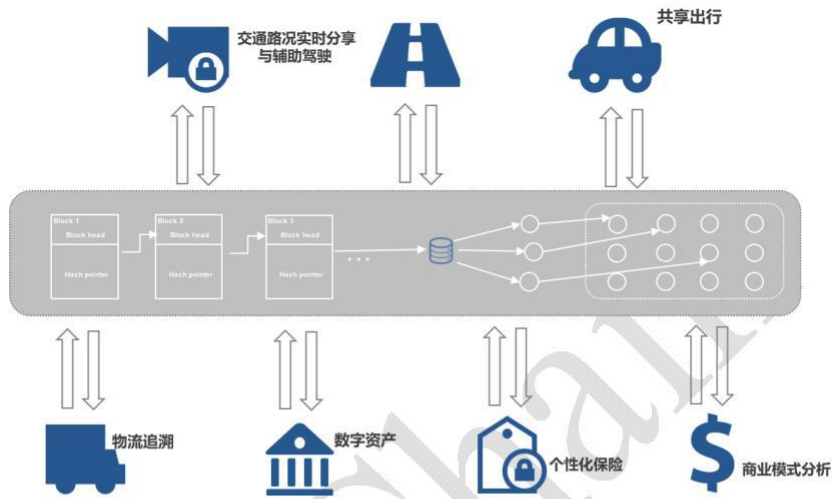 交通路况实时分享
与辅助驾驶
共享出行
Block 1
Block head
Hash pointer
Block 2
Block head
Hash pointer
Block 3
Block head
Hash pointer
...
物流追溯
数字资产
个性化保险
商业模式分析
$